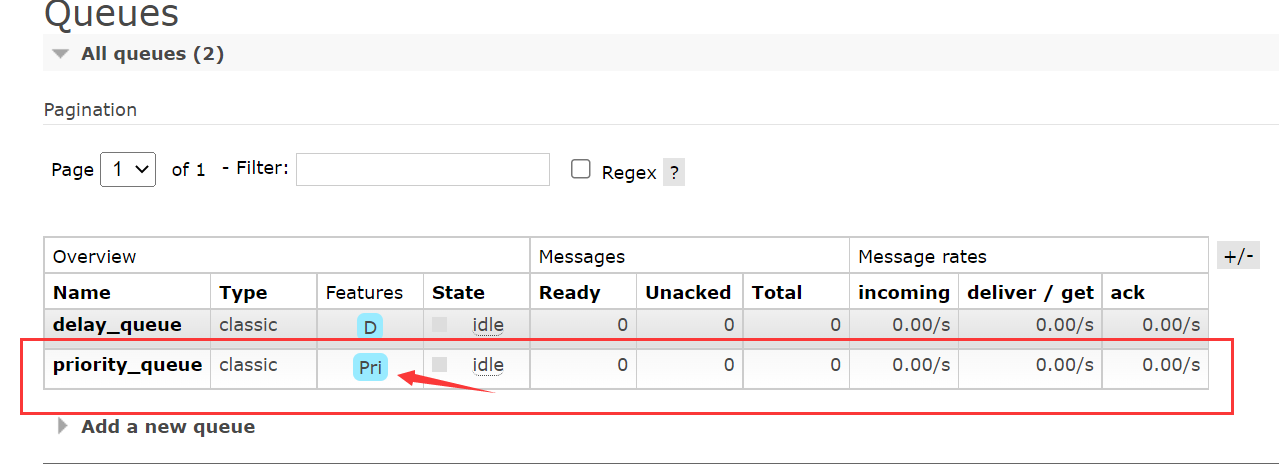 Queues
All queues (2)
Pagination
Page 1 of 1 - Filter: Regex ?
Overview Messages Message rates +/-
Name Type Features State Ready Unacked Total incoming deliver / get ack
delay_queue classic D idle 0 0 0 0.00/s 0.00/s 0.00/s
priority_queue classic Pri idle 0 0 0 0.00/s 0.00/s 0.00/s
Add a new queue